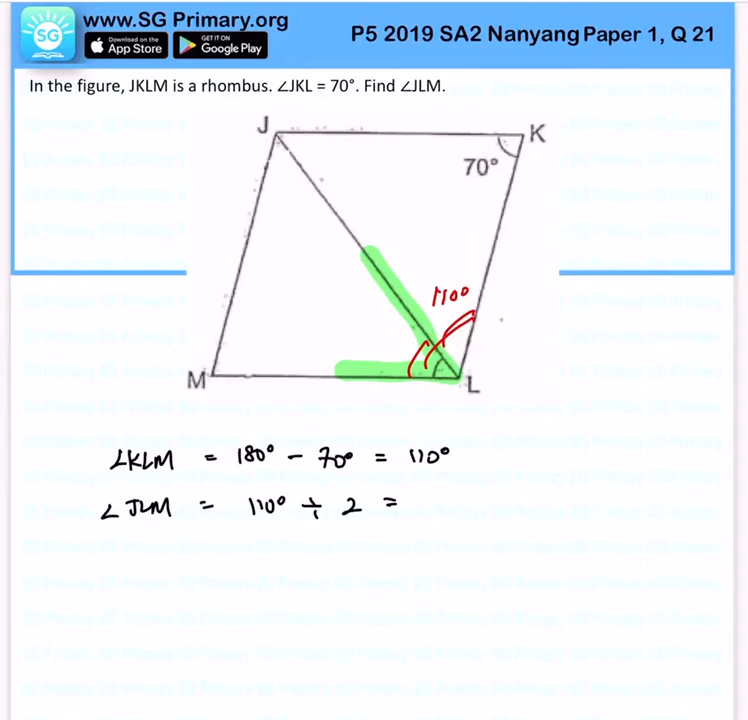 www.SG Primary.org
SG
Download on the
App Store
GET IT ON
Google Play
P5 2019 SA2 Nanyang Paper 1, Q 21
In the figure, JKLM is a rhombus. ∠JKL = 70°. Find ∠JLM.
J
K
70°
110°
M
L
∠KLM = 180° - 70° = 110°
∠JLM = 110° ÷ 2 =